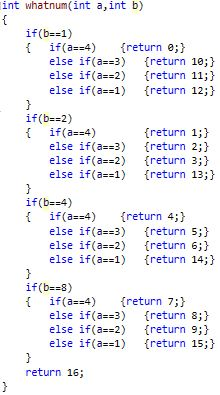 int whatnum(int a,int b)
{
if(b==1)
{ if(a==4) {return 0;}
else if(a==3) {return 10;}
else if(a==2) {return 11;}
else if(a==1) {return 12;}
}
if(b==2)
{ if(a==4) {return 1;}
else if(a==3) {return 2;}
else if(a==2) {return 3;}
else if(a==1) {return 13;}
}
if(b==4)
{ if(a==4) {return 4;}
else if(a==3) {return 5;}
else if(a==2) {return 6;}
else if(a==1) {return 14;}
}
if(b==8)
{ if(a==4) {return 7;}
else if(a==3) {return 8;}
else if(a==2) {return 9;}
else if(a==1) {return 15;}
}
return 16;
}